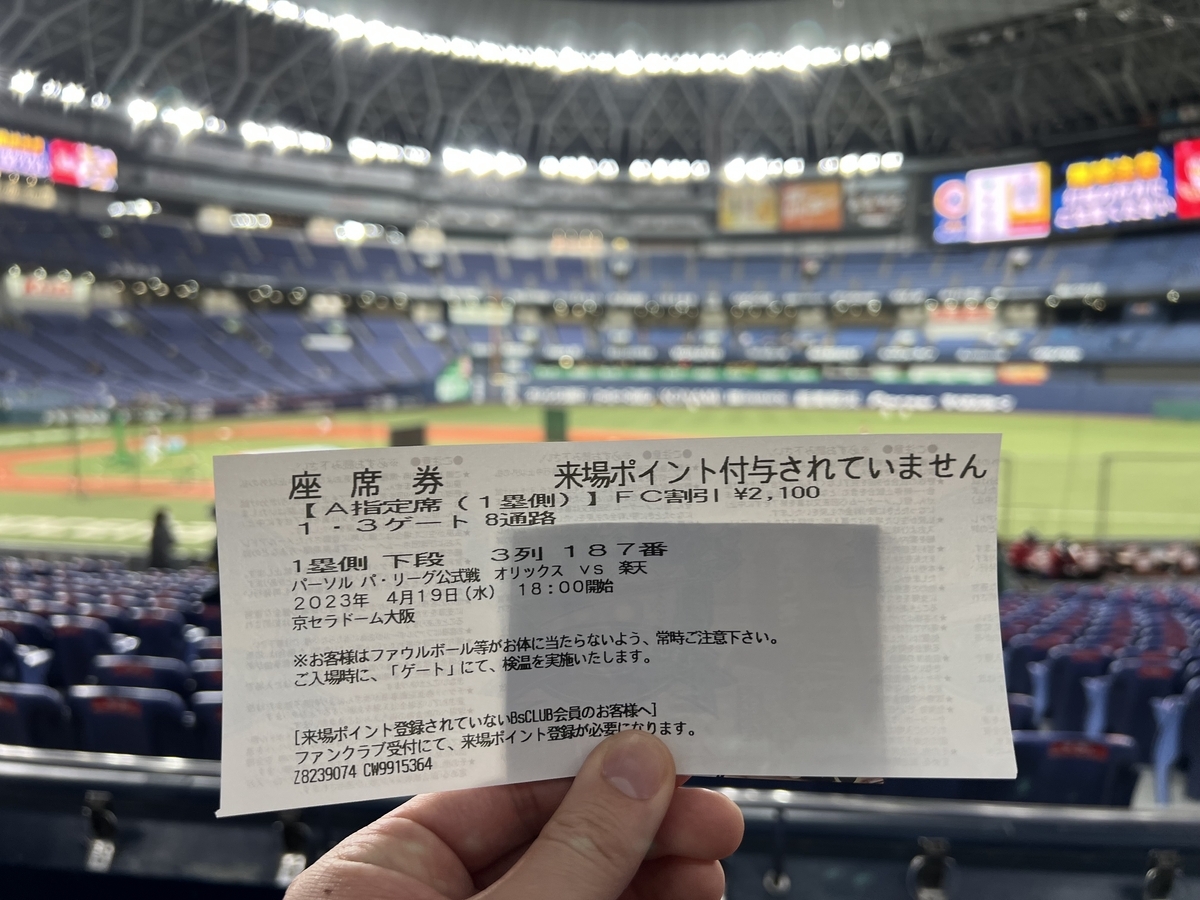 座席券 来場ポイント付与されていません
【A指定席(1塁側)】FC割引 ¥2,100
1・3ゲート 8通路
1塁側 下段 3列 187番
パーソル パ・リーグ公式戦 オリックス vs 楽天
2023年 4月19日(水) 18:00開始
京セラドーム大阪
※お客様はファウルボール等がお体に当たらないよう、常時ご注意下さい。
ご入場時に、「ゲート」にて、検温を実施いたします。
[来場ポイント登録されていないBsCLUB会員のお客様へ]
ファンクラブ受付にて、来場ポイント登録が必要になります。
Z8239074 CW9915364